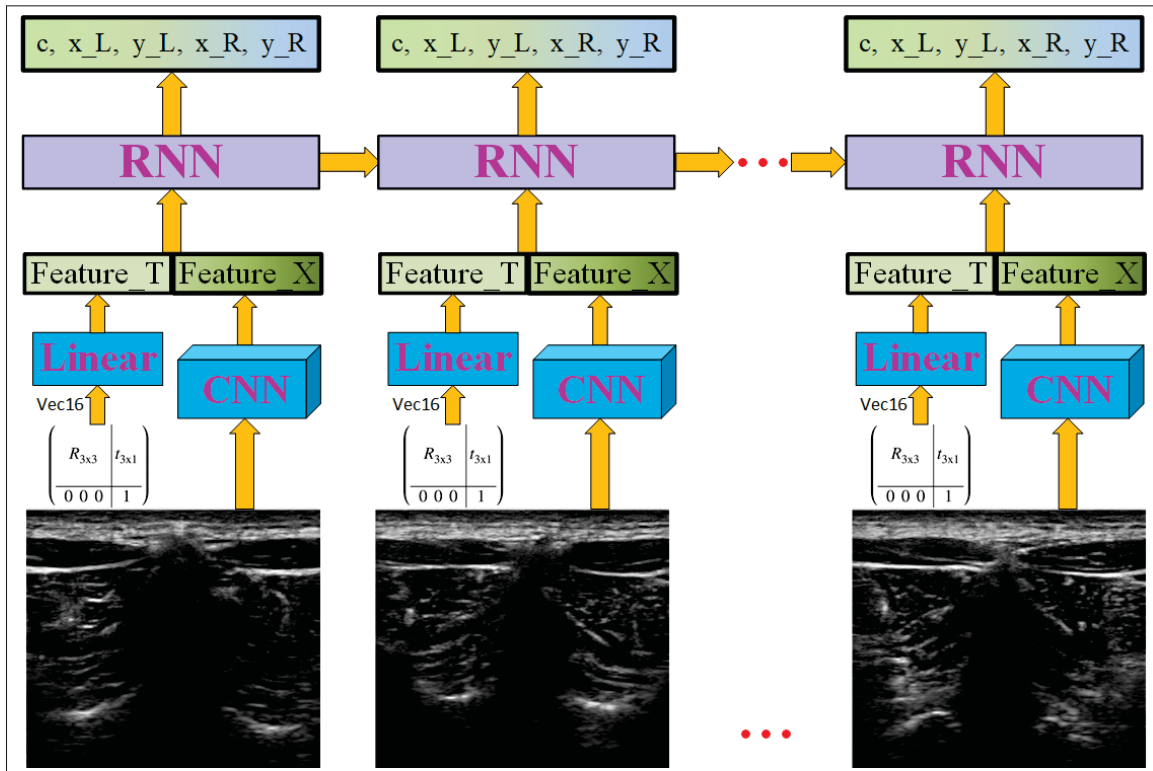 c, x_L, y_L, x_R, y_R c, x_L, y_L, x_R, y_R c, x_L, y_L, x_R, y_R
RNN RNN RNN
Feature_T Feature_X Feature_T Feature_X Feature_T Feature_X
Linear CNN Linear CNN Linear CNN
Vec16 Vec16 Vec16
R3x3 t3x1 R3x3 t3x1 R3x3 t3x1
0 0 0 1 0 0 0 1 0 0 0 1